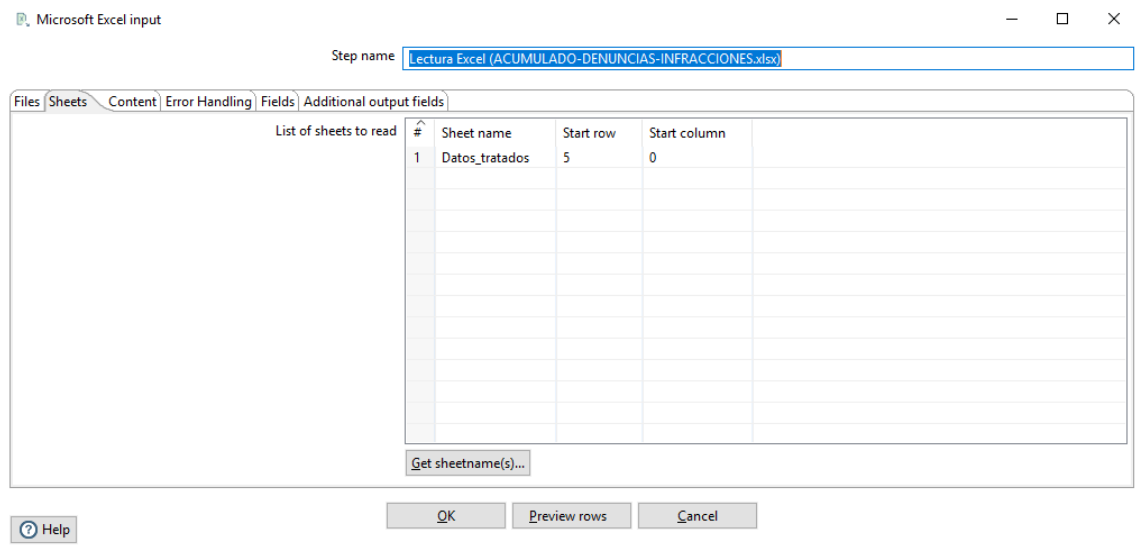 Microsoft Excel input
Step name Lectura Excel (ACUMULADO-DENUNCIAS-INFRACCIONES.xlsx)
Files Sheets Content Error Handling Fields Additional output fields
List of sheets to read # Sheet name Start row Start column
1 Datos_tratados 5 0
Get sheetname(s)...
OK Preview rows Cancel
Help